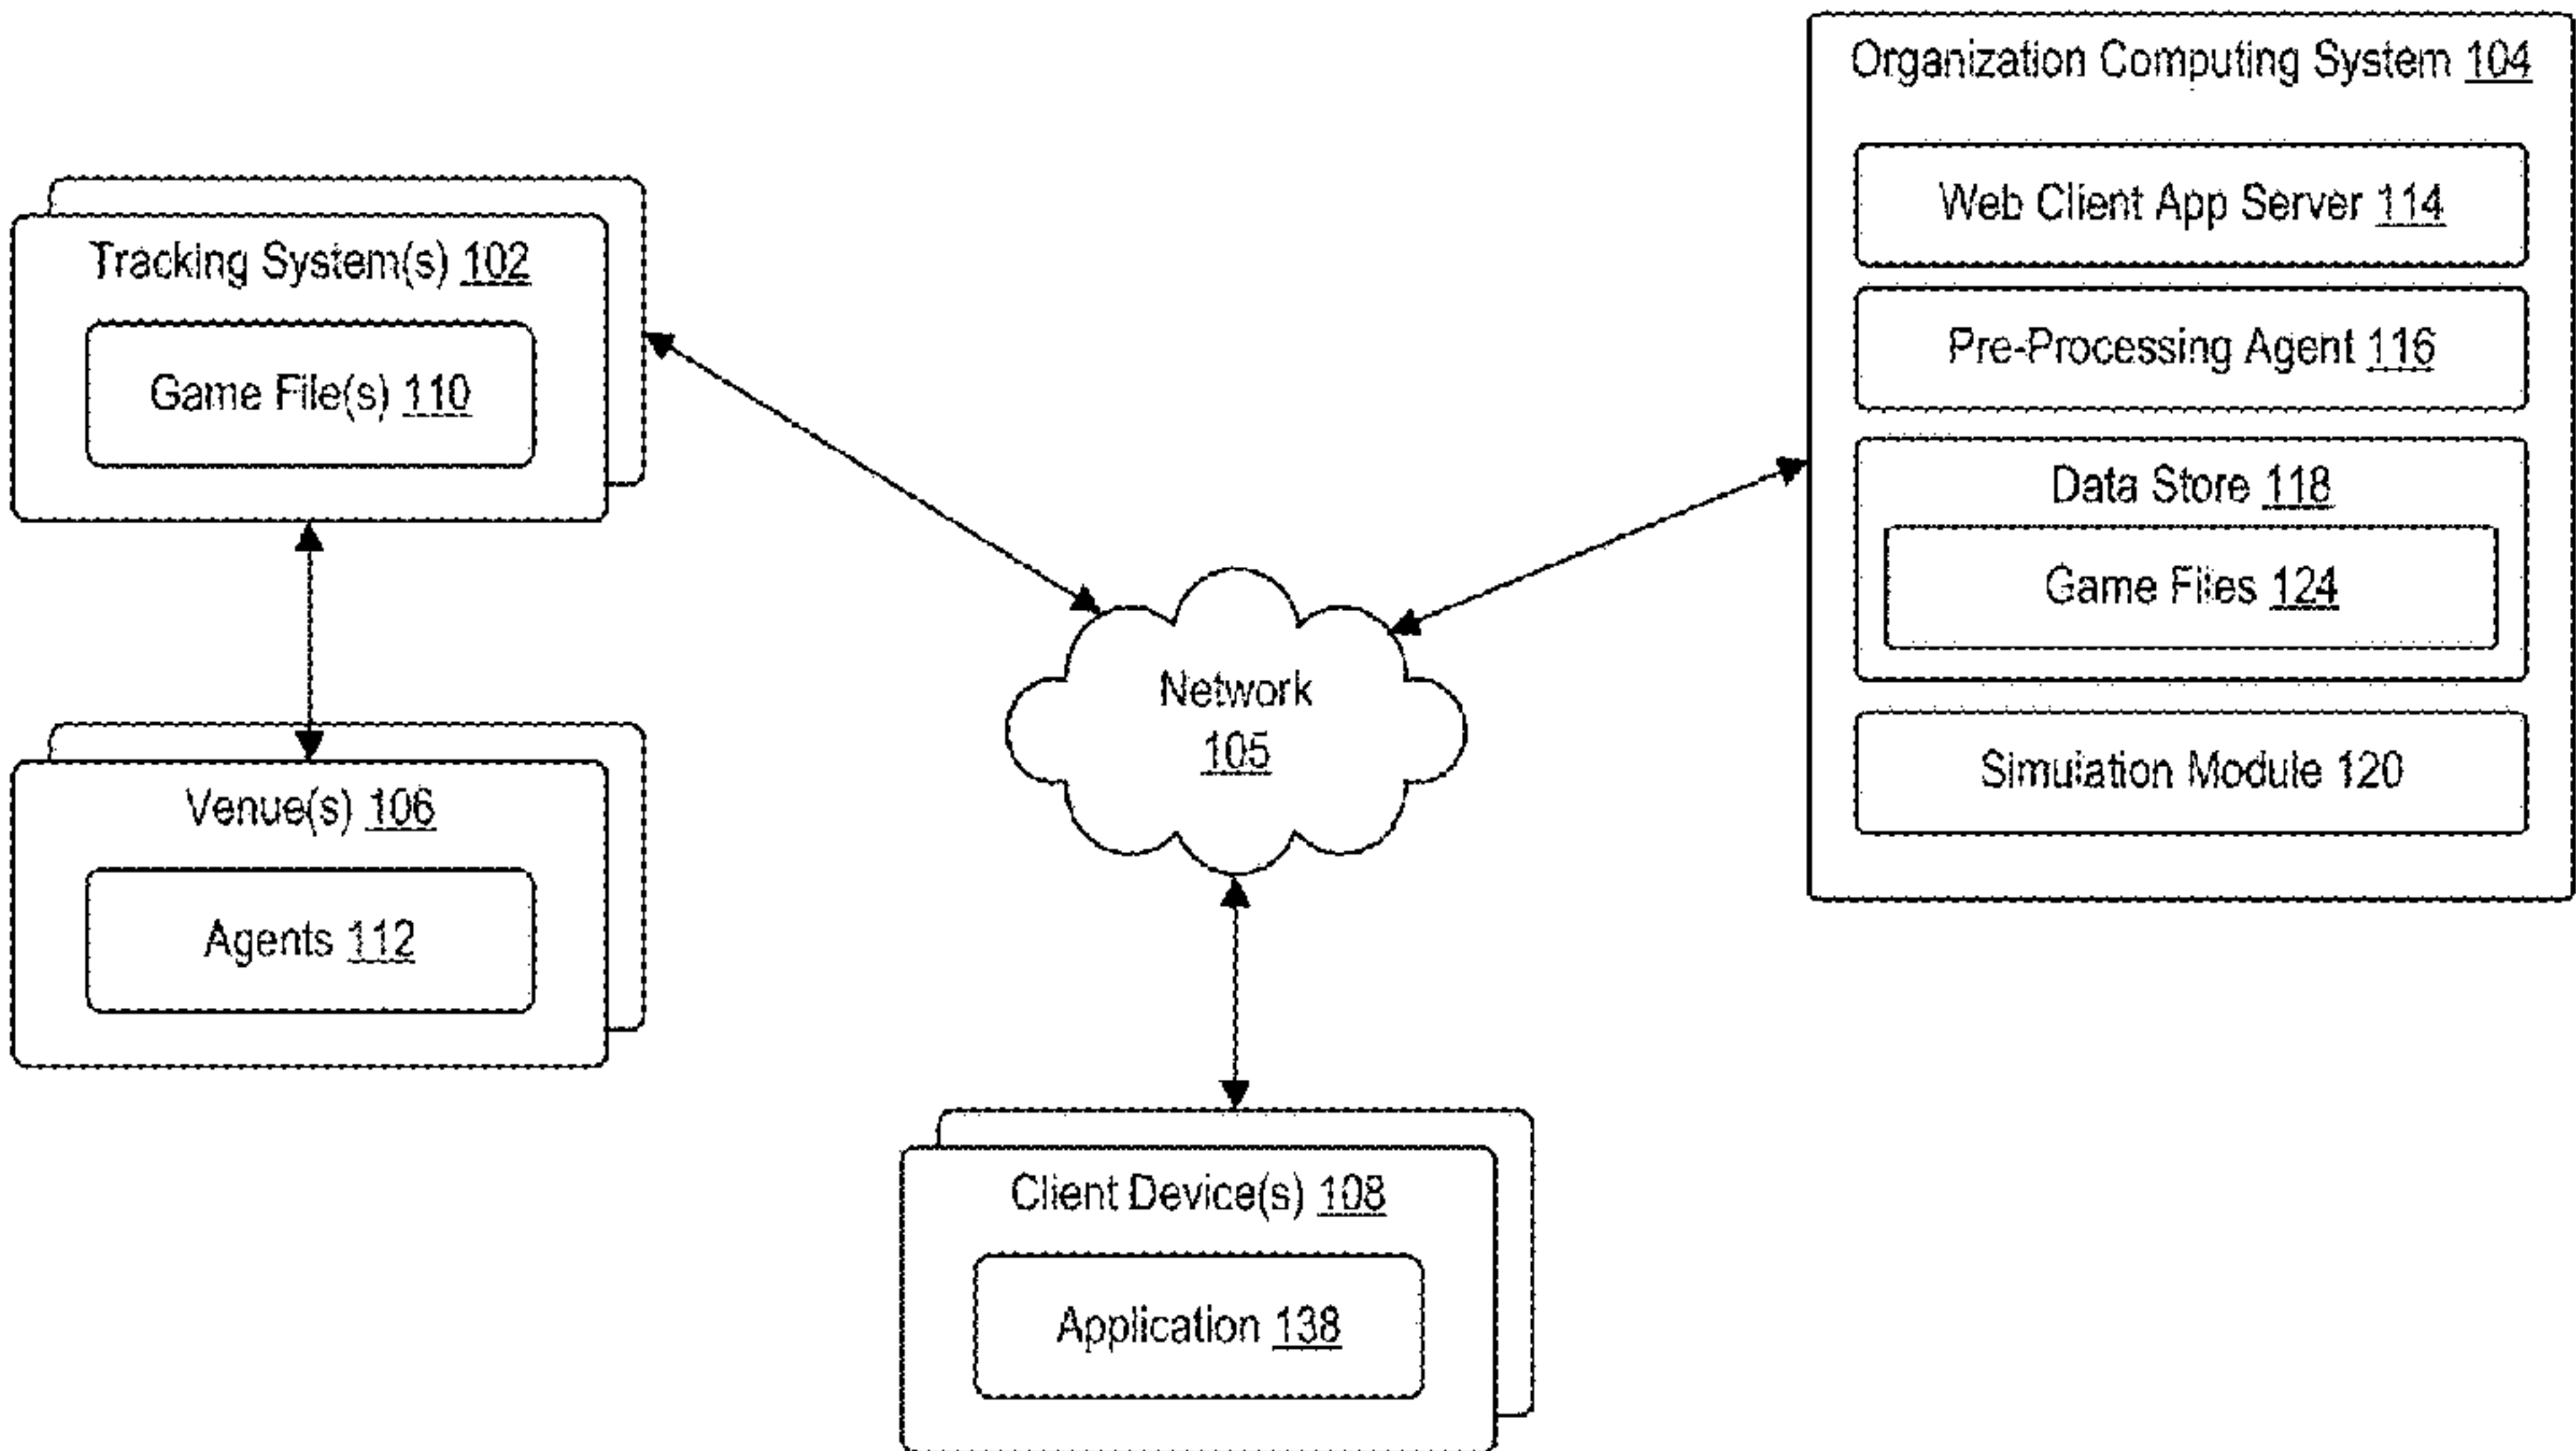 Organization Computing System 104
Web Client App Server 114
Pre-Processing Agent 116
Data Store 118
Game Files 124
Simulation Module 120
Tracking System(s) 102
Game File(s) 110
Venue(s) 106
Agents 112
Network
105
Client Device(s) 108
Application 138